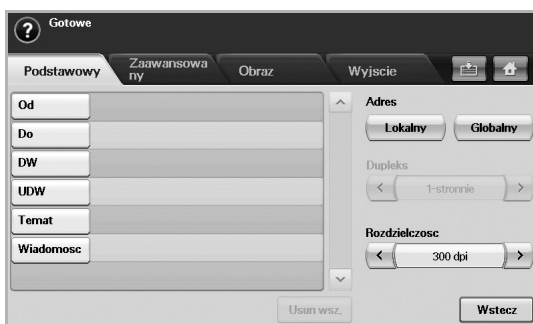 Gotowe
Podstawowy
Zaawansowa
ny
Obraz
Wyjscie
Od
Do
DW
UDW
Temat
Wiadomosc
Adres
Lokalny Globalny
Dupleks
1-stronnie
Rozdzielczosc
300 dpi
Usun wsz.
Wstecz